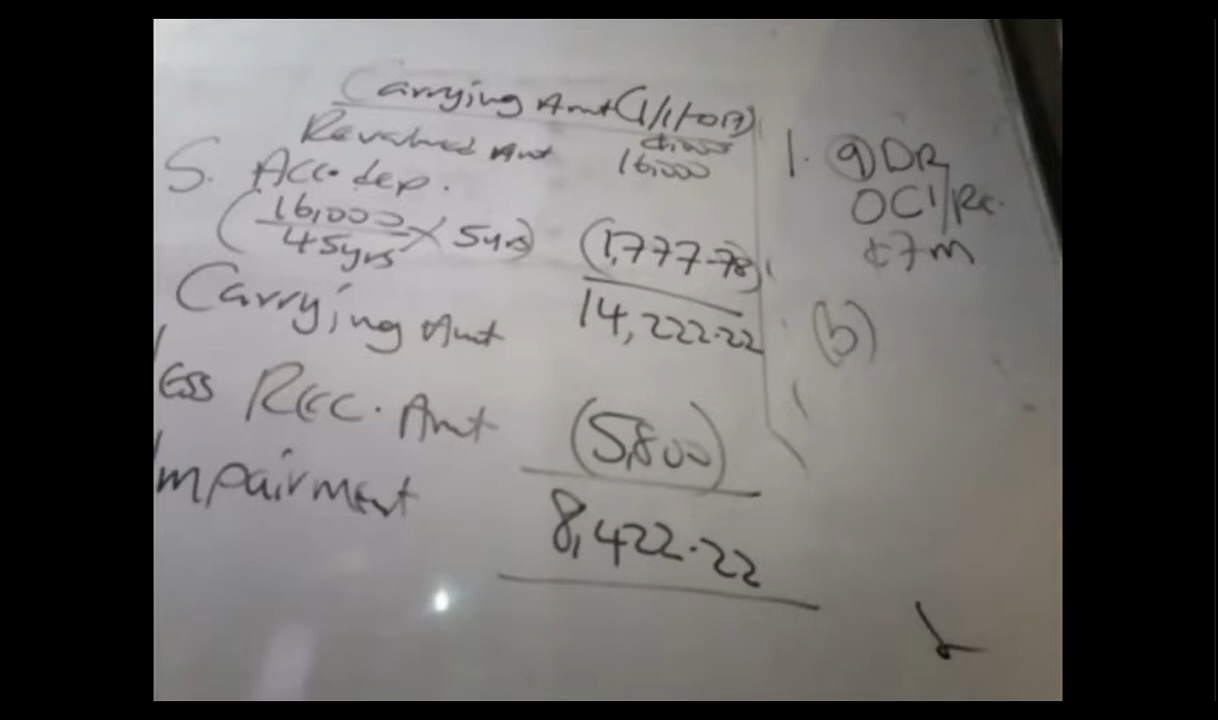 Carrying Amt (1/1/2017)
Revalued Amt 16,000
S. Acc. dep.
(16,000
45yrs × 5yrs) (1,777.78)
Carrying Amt 14,222.22
less Rec. Amt (5,800)
Impairment 8,422.22
1. a) DR
OCI/Re.
¢7m
(b)